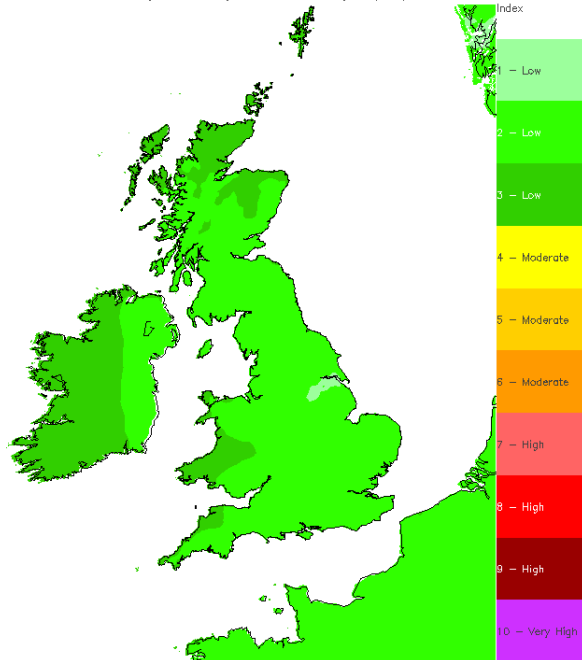 Index
1 - Low
2 - Low
3 - Low
4 - Moderate
5 - Moderate
6 - Moderate
7 - High
8 - High
9 - High
10 - Very High